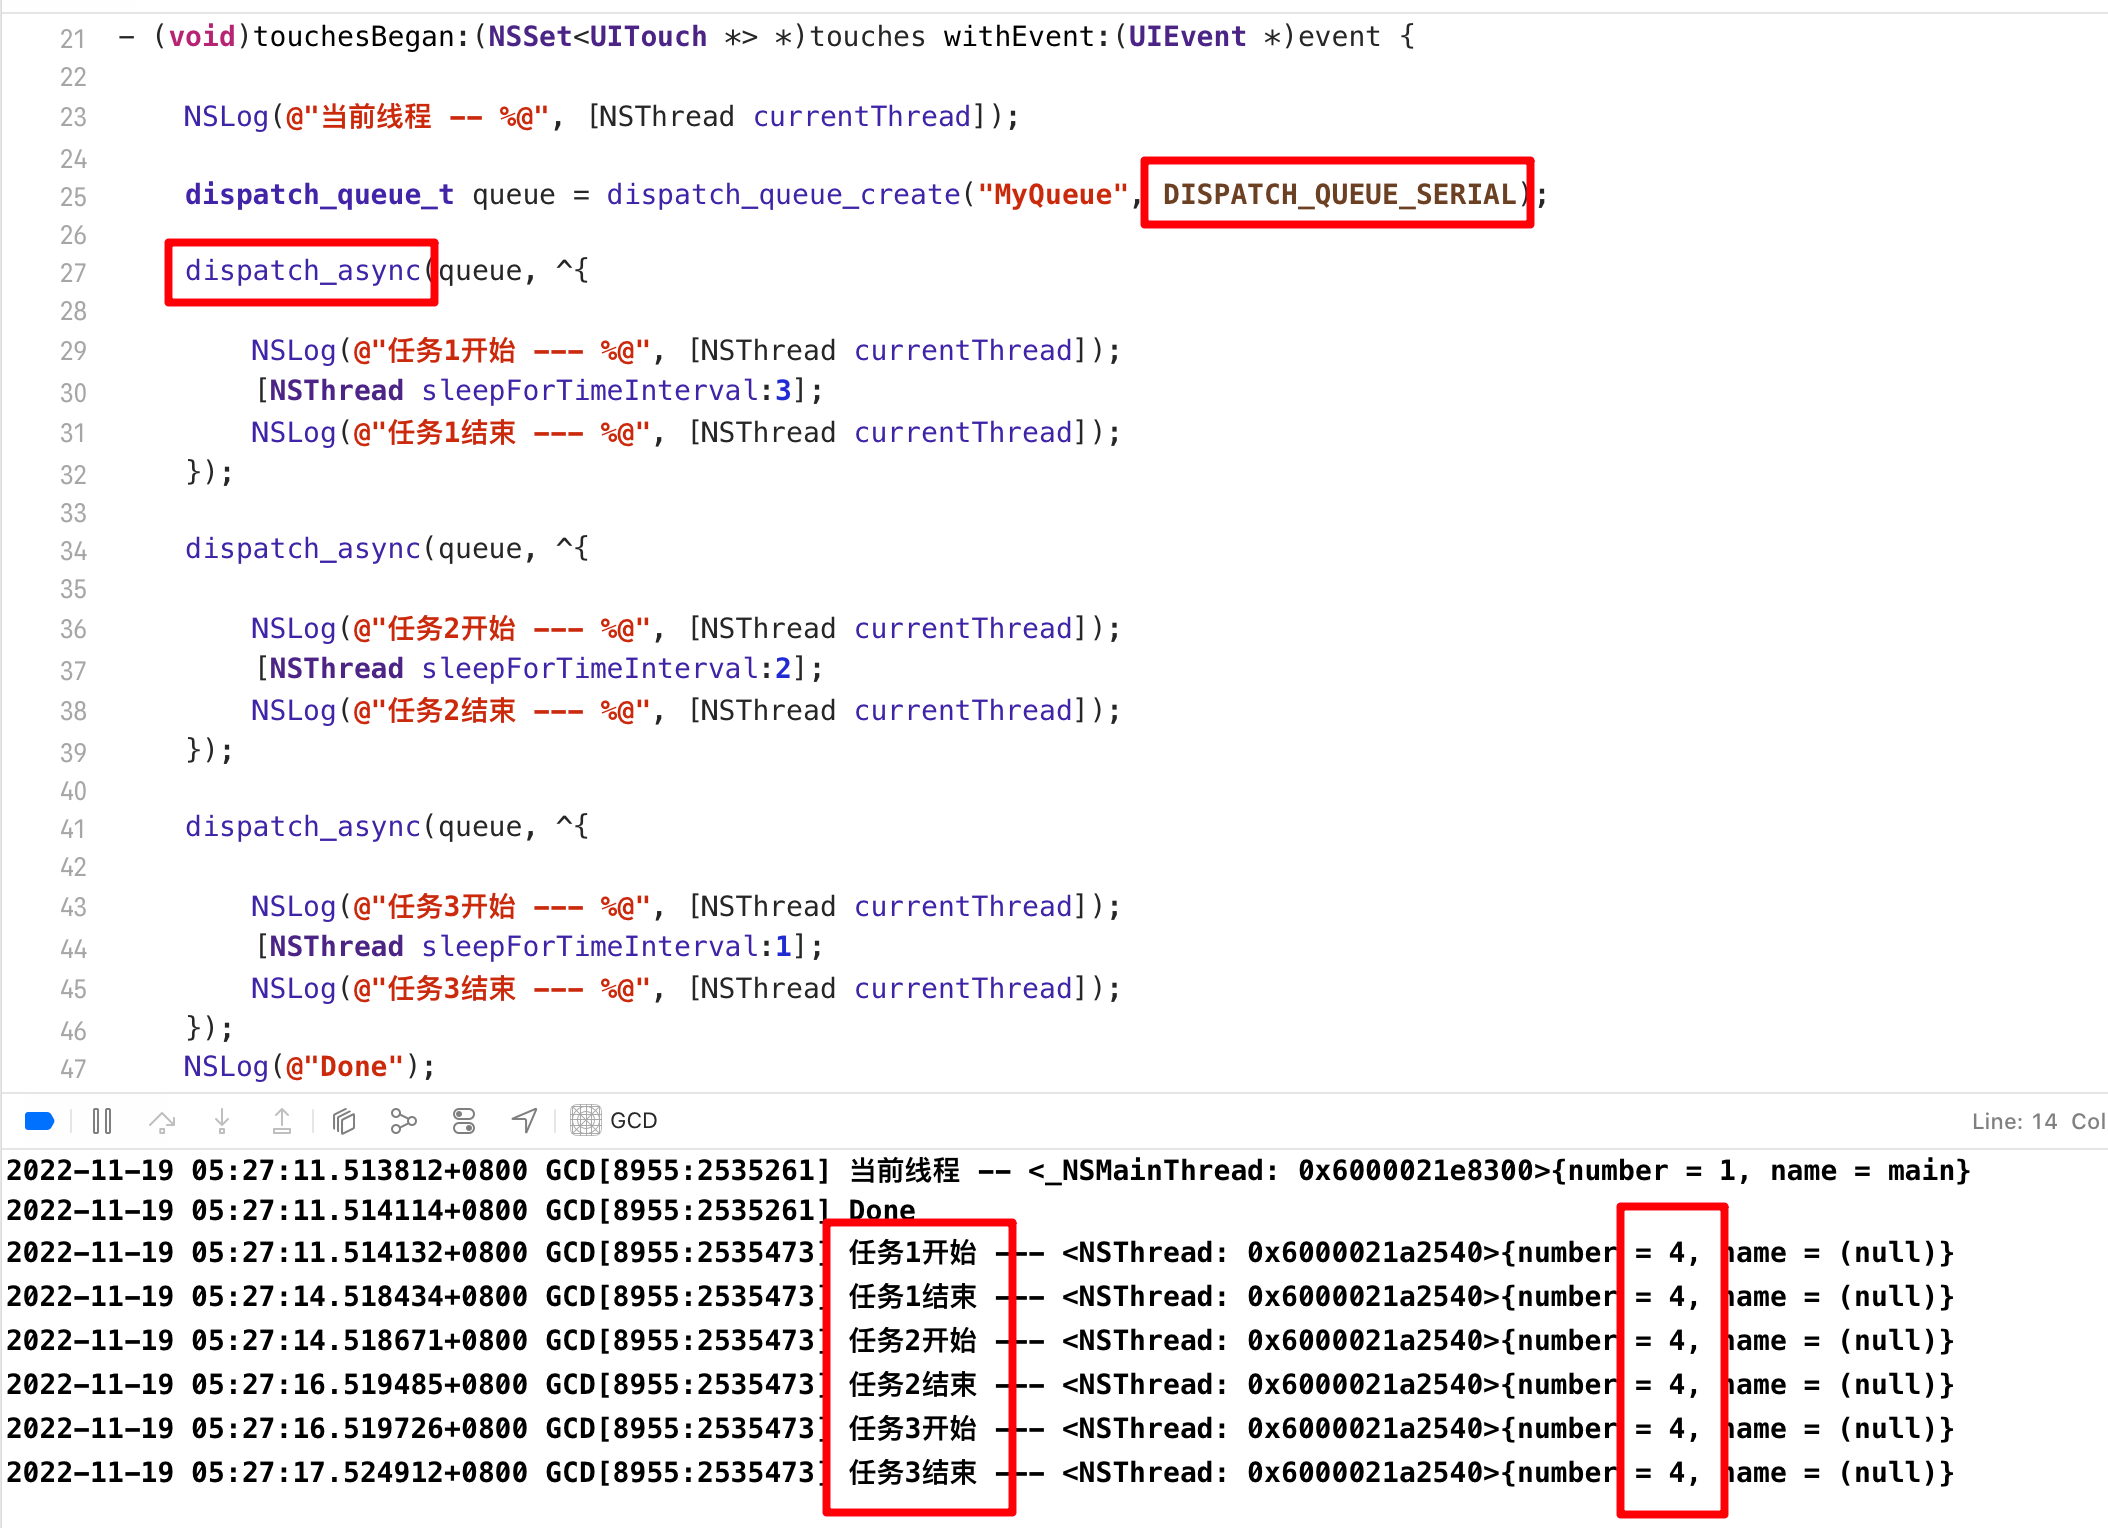 21 - (void)touchesBegan:(NSSet<UITouch *> *)touches withEvent:(UIEvent *)event {
22
23 NSLog(@"当前线程 -- %@", [NSThread currentThread]);
24
25 dispatch_queue_t queue = dispatch_queue_create("MyQueue", DISPATCH_QUEUE_SERIAL);
26
27 dispatch_async(queue, ^{
28
29 NSLog(@"任务1开始 --- %@", [NSThread currentThread]);
30 [NSThread sleepForTimeInterval:3];
31 NSLog(@"任务1结束 --- %@", [NSThread currentThread]);
32 });
33
34 dispatch_async(queue, ^{
35
36 NSLog(@"任务2开始 --- %@", [NSThread currentThread]);
37 [NSThread sleepForTimeInterval:2];
38 NSLog(@"任务2结束 --- %@", [NSThread currentThread]);
39 });
40
41 dispatch_async(queue, ^{
42
43 NSLog(@"任务3开始 --- %@", [NSThread currentThread]);
44 [NSThread sleepForTimeInterval:1];
45 NSLog(@"任务3结束 --- %@", [NSThread currentThread]);
46 });
47 NSLog(@"Done");
GCD Line: 14 Col
2022-11-19 05:27:11.513812+0800 GCD[8955:2535261] 当前线程 -- <_NSMainThread: 0x6000021e8300>{number = 1, name = main}
2022-11-19 05:27:11.514114+0800 GCD[8955:2535261] Done
2022-11-19 05:27:11.514132+0800 GCD[8955:2535473] 任务1开始 --- <NSThread: 0x6000021a2540>{number = 4, name = (null)}
2022-11-19 05:27:14.518434+0800 GCD[8955:2535473] 任务1结束 --- <NSThread: 0x6000021a2540>{number = 4, name = (null)}
2022-11-19 05:27:14.518671+0800 GCD[8955:2535473] 任务2开始 --- <NSThread: 0x6000021a2540>{number = 4, name = (null)}
2022-11-19 05:27:16.519485+0800 GCD[8955:2535473] 任务2结束 --- <NSThread: 0x6000021a2540>{number = 4, name = (null)}
2022-11-19 05:27:16.519726+0800 GCD[8955:2535473] 任务3开始 --- <NSThread: 0x6000021a2540>{number = 4, name = (null)}
2022-11-19 05:27:17.524912+0800 GCD[8955:2535473] 任务3结束 --- <NSThread: 0x6000021a2540>{number = 4, name = (null)}